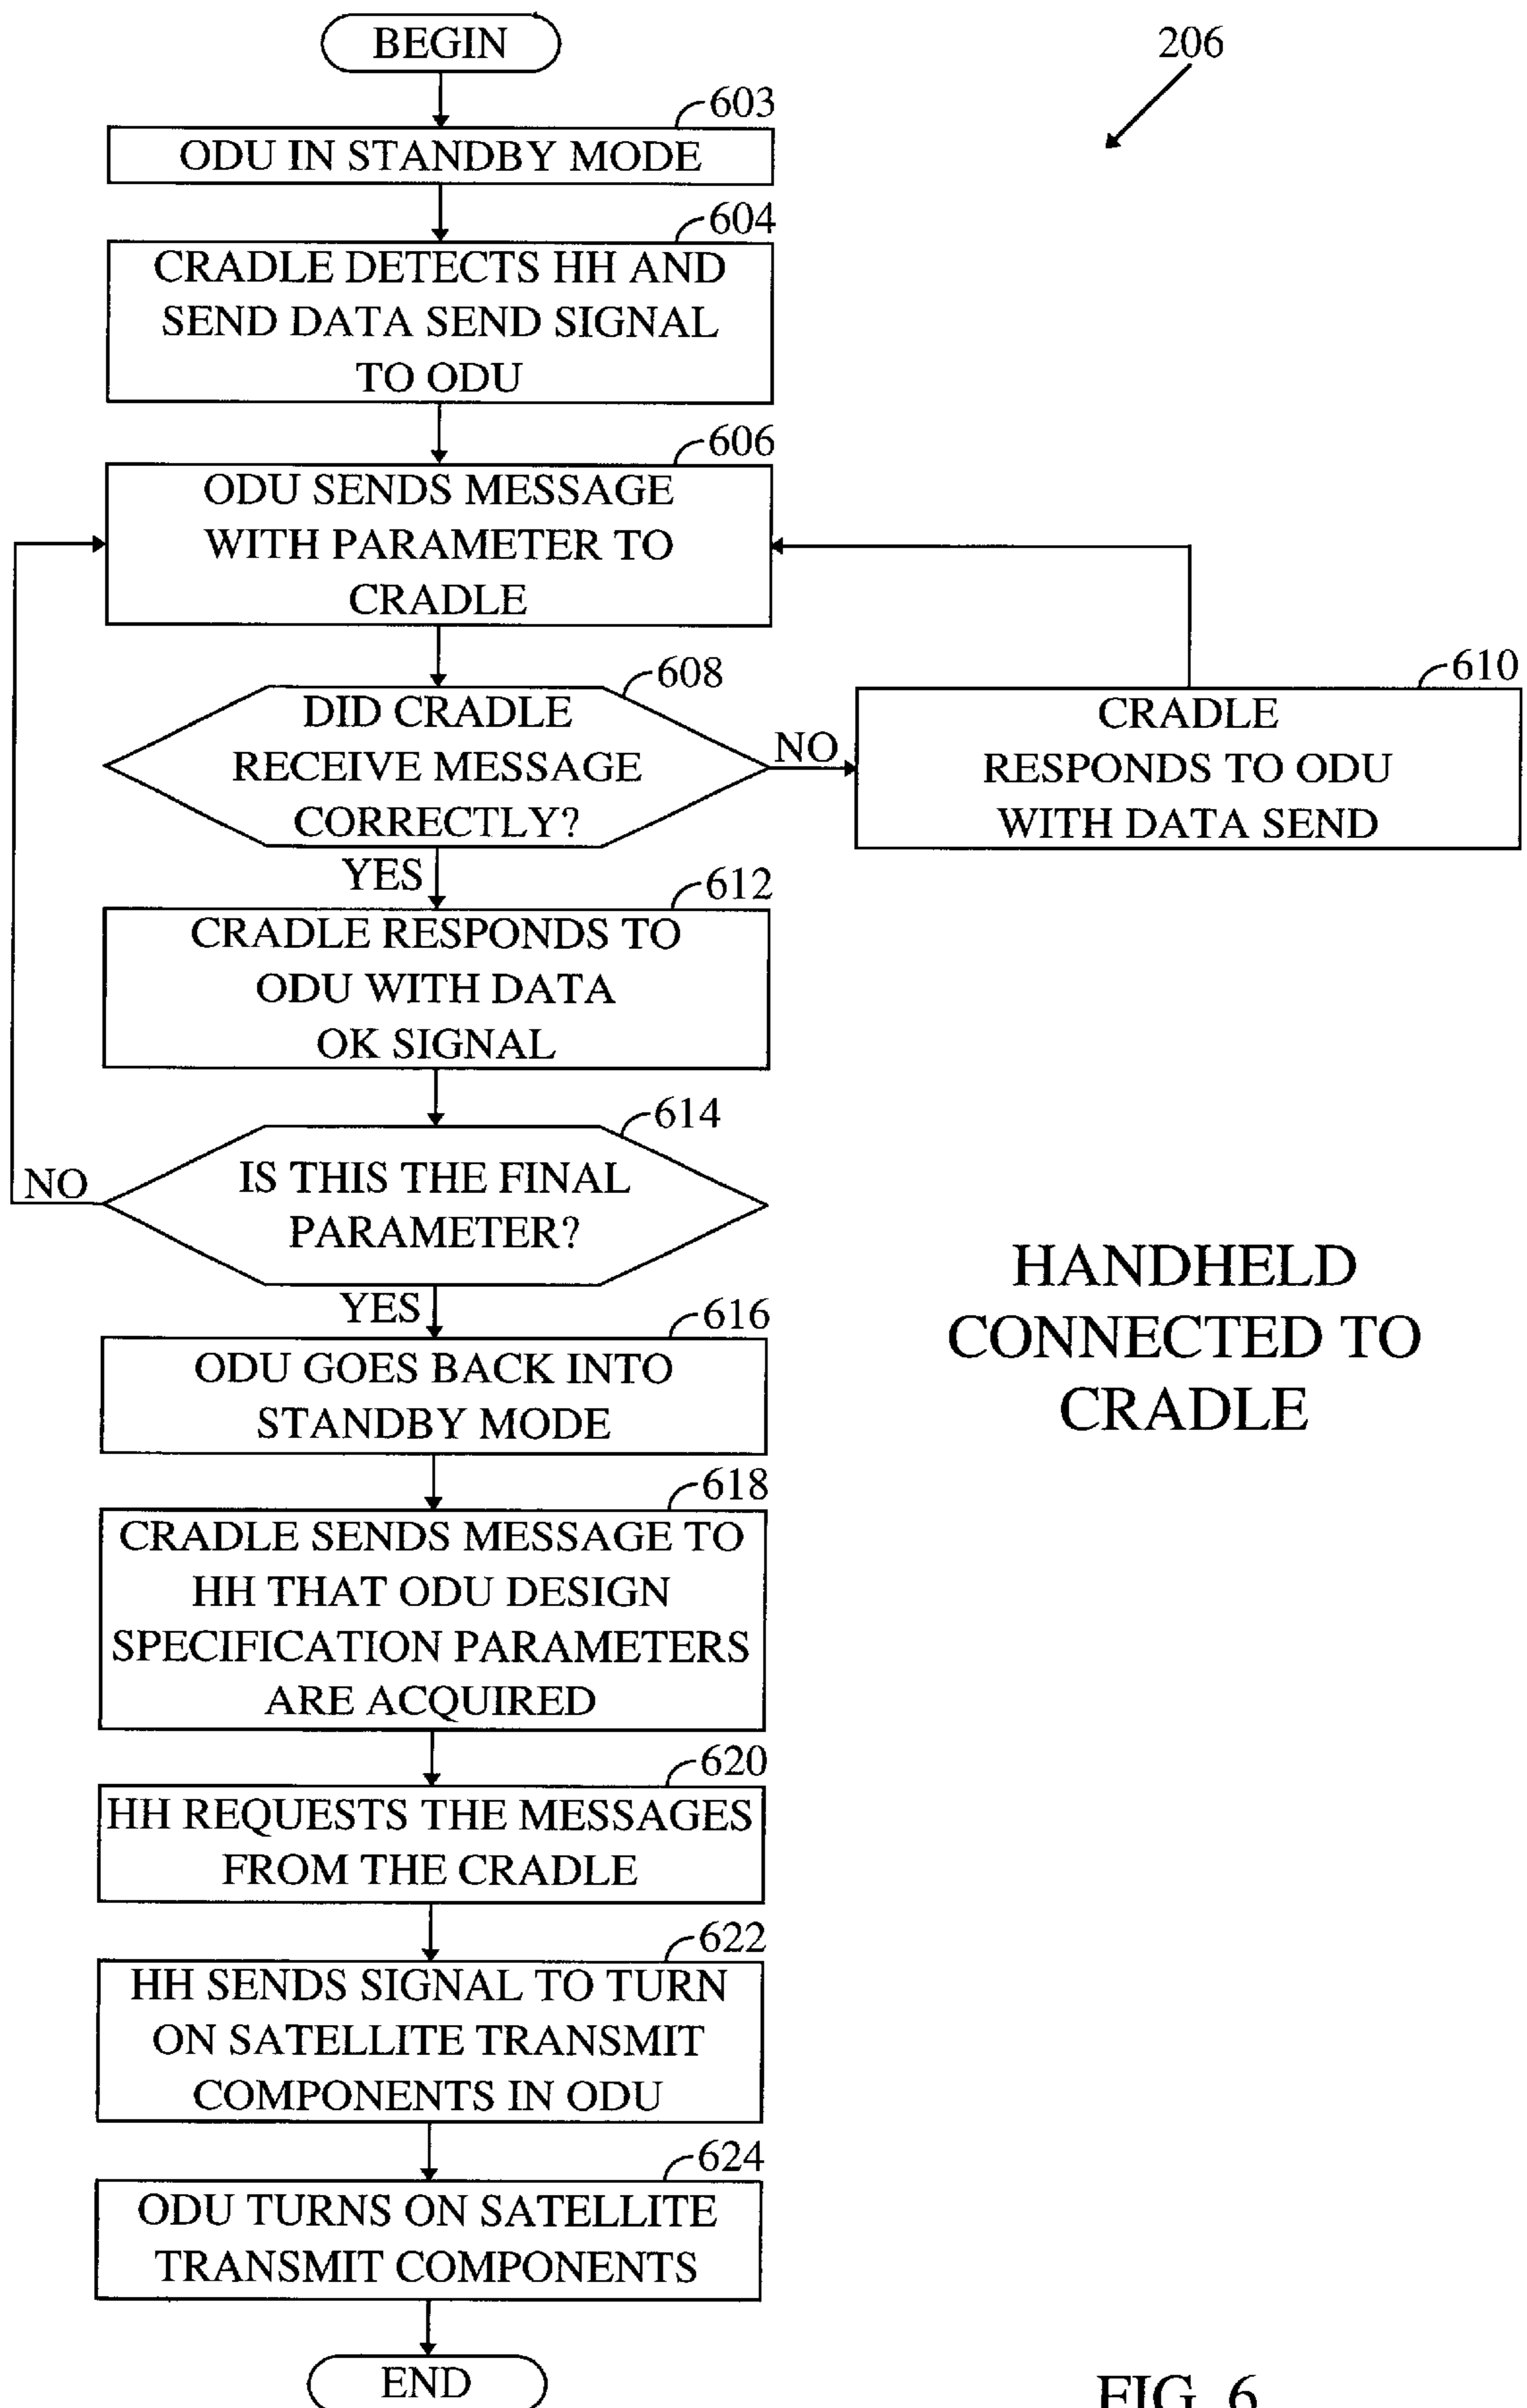 BEGIN
206
603
ODU IN STANDBY MODE
604
CRADLE DETECTS HH AND
SEND DATA SEND SIGNAL
TO ODU
606
ODU SENDS MESSAGE
WITH PARAMETER TO
CRADLE
608
DID CRADLE
RECEIVE MESSAGE
CORRECTLY?
NO
610
CRADLE
RESPONDS TO ODU
WITH DATA SEND
YES
612
CRADLE RESPONDS TO
ODU WITH DATA
OK SIGNAL
614
IS THIS THE FINAL
PARAMETER?
NO
YES
616
ODU GOES BACK INTO
STANDBY MODE
HANDHELD
CONNECTED TO
CRADLE
618
CRADLE SENDS MESSAGE TO
HH THAT ODU DESIGN
SPECIFICATION PARAMETERS
ARE ACQUIRED
620
HH REQUESTS THE MESSAGES
FROM THE CRADLE
622
HH SENDS SIGNAL TO TURN
ON SATELLITE TRANSMIT
COMPONENTS IN ODU
624
ODU TURNS ON SATELLITE
TRANSMIT COMPONENTS
END
FIG. 6